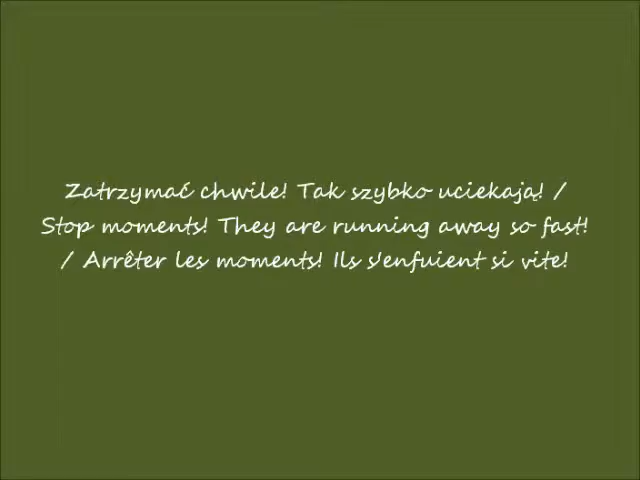 Zatrzymać chwile! Tak szybko uciekają! /
Stop moments! They are running away so fast!
/ Arrêter les moments! Ils s'enfuient si vite!